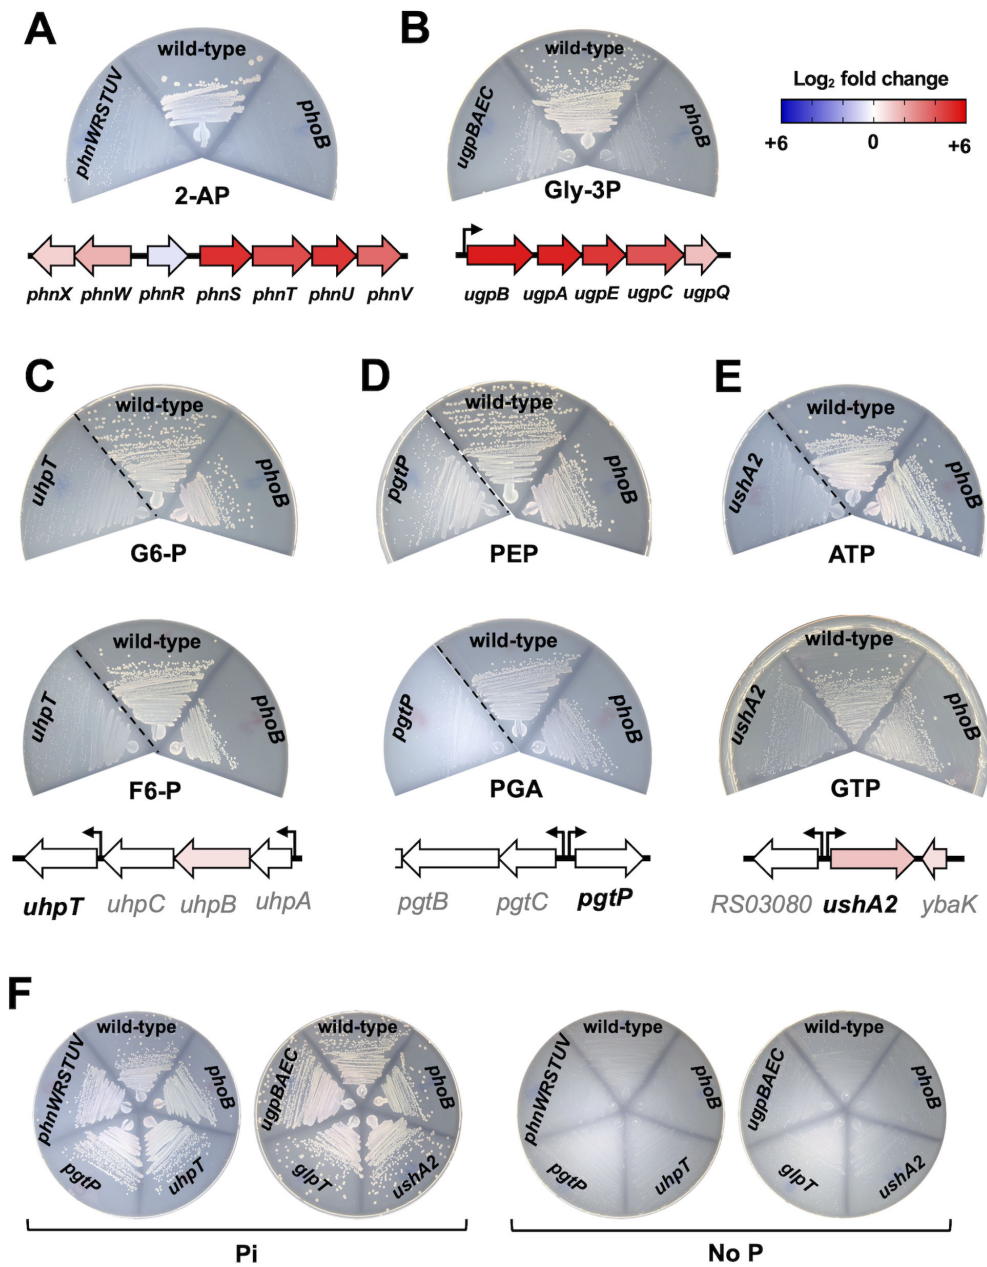 A
wild-type
phnWRSTUV
phoB
2-AP
phnX phnW phnR phnS phnT phnU phnV
B
wild-type
ugpBAEC
phoB
Gly-3P
ugpB ugpA ugpE ugpC ugpQ
Log₂ fold change
+6 0 +6
C
wild-type
uhpT
phoB
G6-P
wild-type
uhpT
phoB
F6-P
uhpT uhpC uhpB uhpA
D
wild-type
pgtP
phoB
PEP
wild-type
pgtP
phoB
PGA
pgtB pgtC pgtP
E
wild-type
ushA2
phoB
ATP
wild-type
ushA2
phoB
GTP
RS03080 ushA2 ybaK
F
wild-type
phnWRSTUV
phoB
pgtP
uhpT
wild-type
ugpBAEC
phoB
glpT
ushA2
Pi
wild-type
phnWRSTUV
phoB
pgtP
uhpT
wild-type
ugpBAEC
phoB
glpT
ushA2
No P